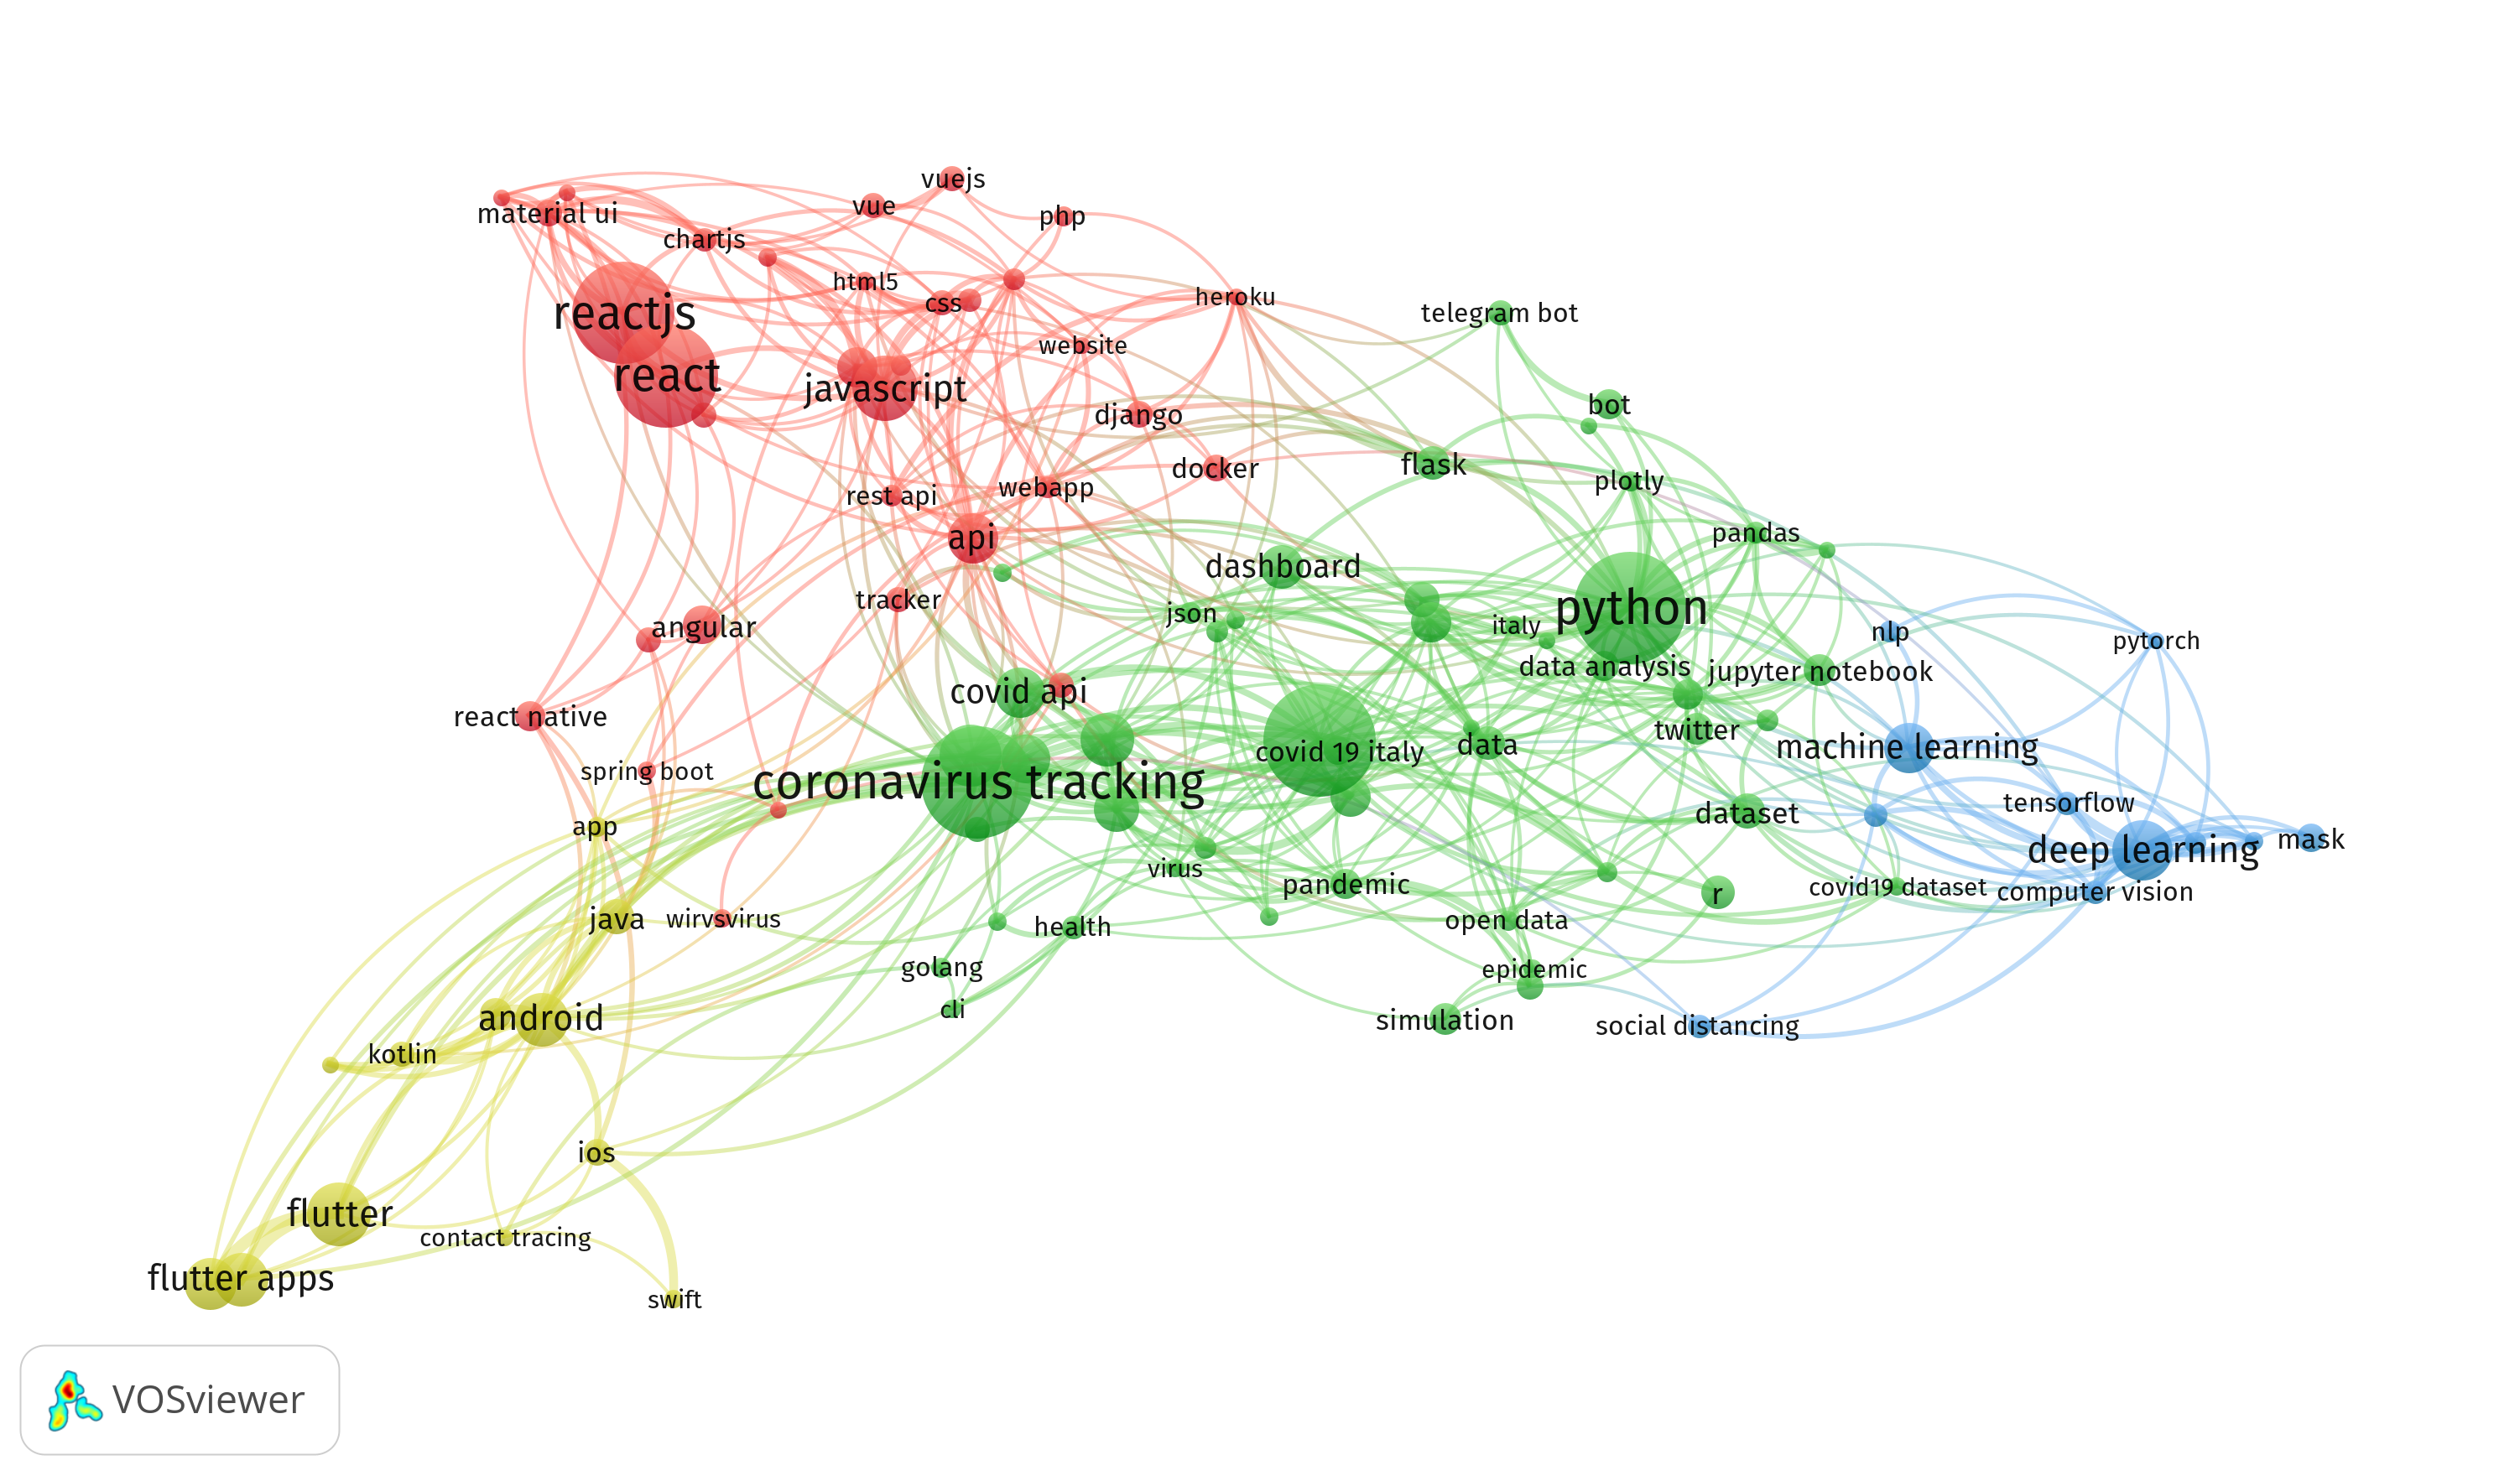 vuejs
vue
php
material ui
chartjs
html5
css
heroku
reactjs
telegram bot
website
react
javascript
bot
django
flask
docker
plotly
rest api
webapp
pandas
api
dashboard
tracker
json
python
italy
angular
nlp
pytorch
data analysis
jupyter notebook
covid api
react native
twitter
data
machine learning
covid 19 italy
spring boot
coronavirus tracking
tensorflow
dataset
app
mask
deep learning
virus
pandemic
covid19 dataset
computer vision
r
java
wirvsvirus
open data
health
golang
epidemic
cli
android
simulation
social distancing
kotlin
ios
flutter
contact tracing
flutter apps
swift
VOSviewer